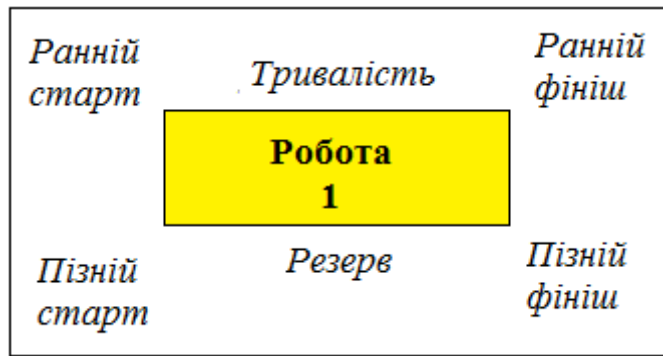 Ранній
старт
Тривалість
Ранній
фініш
Робота
1
Пізній
старт
Резерв
Пізній
фініш